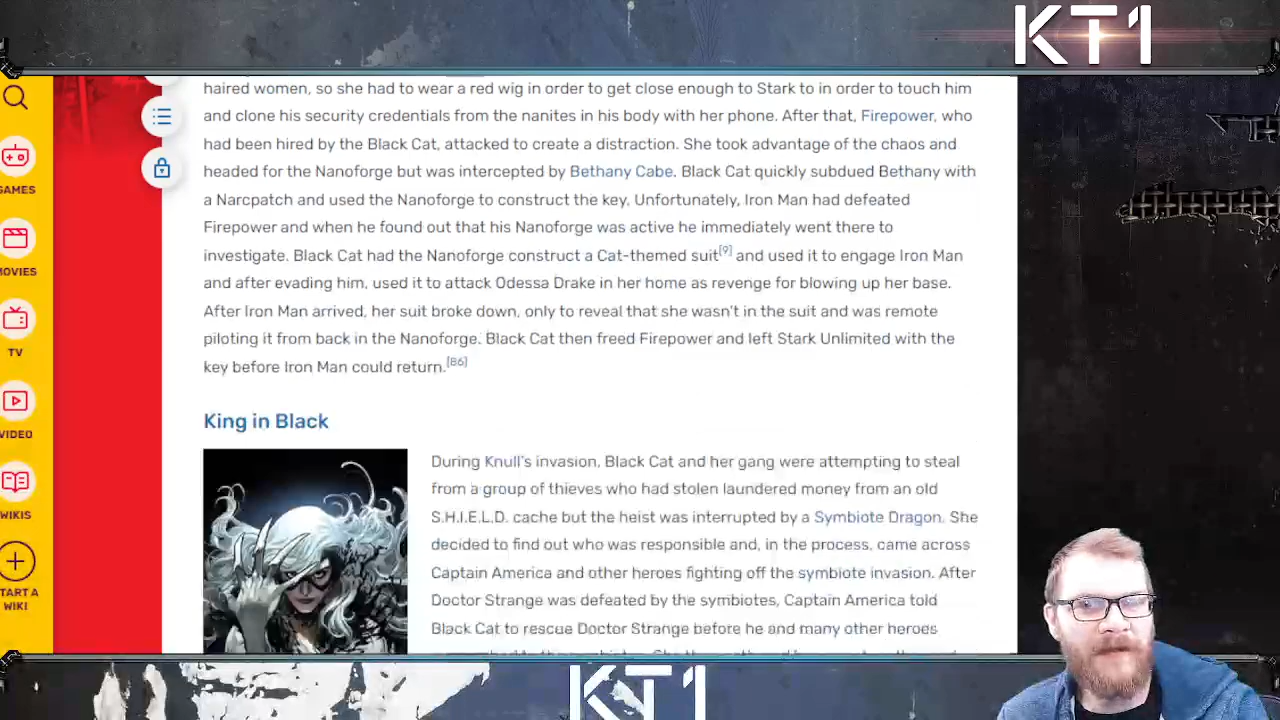 KT1
haired women, so she had to wear a red wig in order to get close enough to Stark to in order to touch him
and clone his security credentials from the nanites in his body with her phone. After that, Firepower, who
had been hired by the Black Cat, attacked to create a distraction. She took advantage of the chaos and
headed for the Nanoforge but was intercepted by Bethany Cabe. Black Cat quickly subdued Bethany with
a Narcpatch and used the Nanoforge to construct the key. Unfortunately, Iron Man had defeated
Firepower and when he found out that his Nanoforge was active he immediately went there to
investigate. Black Cat had the Nanoforge construct a Cat-themed suit[9] and used it to engage Iron Man
and after evading him, used it to attack Odessa Drake in her home as revenge for blowing up her base.
After Iron Man arrived, her suit broke down, only to reveal that she wasn't in the suit and was remote
piloting it from back in the Nanoforge. Black Cat then freed Firepower and left Stark Unlimited with the
key before Iron Man could return.[86]
King in Black
During Knull's invasion, Black Cat and her gang were attempting to steal
from a group of thieves who had stolen laundered money from an old
S.H.I.E.L.D. cache but the heist was interrupted by a Symbiote Dragon. She
decided to find out who was responsible and, in the process, came across
Captain America and other heroes fighting off the symbiote invasion. After
Doctor Strange was defeated by the symbiotes, Captain America told
Black Cat to rescue Doctor Strange before he and many other heroes
GAMES
MOVIES
TV
VIDEO
WIKIS
TART A
WIKI
KT1